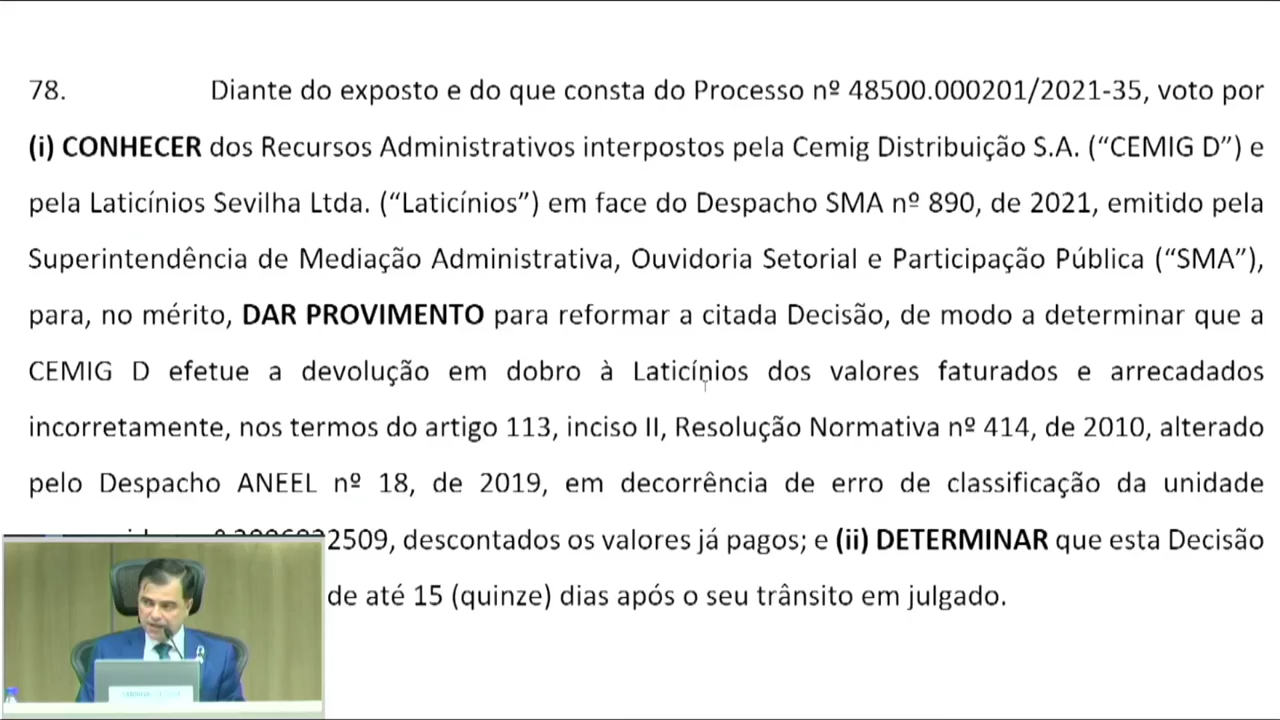 78. Diante do exposto e do que consta do Processo nº 48500.000201/2021-35, voto por
(i) CONHECER dos Recursos Administrativos interpostos pela Cemig Distribuição S.A. (“CEMIG D”) e
pela Laticínios Sevilha Ltda. (“Laticínios”) em face do Despacho SMA nº 890, de 2021, emitido pela
Superintendência de Mediação Administrativa, Ouvidoria Setorial e Participação Pública (“SMA”),
para, no mérito, DAR PROVIMENTO para reformar a citada Decisão, de modo a determinar que a
CEMIG D efetue a devolução em dobro à Laticínios dos valores faturados e arrecadados
incorretamente, nos termos do artigo 113, inciso II, Resolução Normativa nº 414, de 2010, alterado
pelo Despacho ANEEL nº 18, de 2019, em decorrência de erro de classificação da unidade
2509, descontados os valores já pagos; e (ii) DETERMINAR que esta Decisão
de até 15 (quinze) dias após o seu trânsito em julgado.